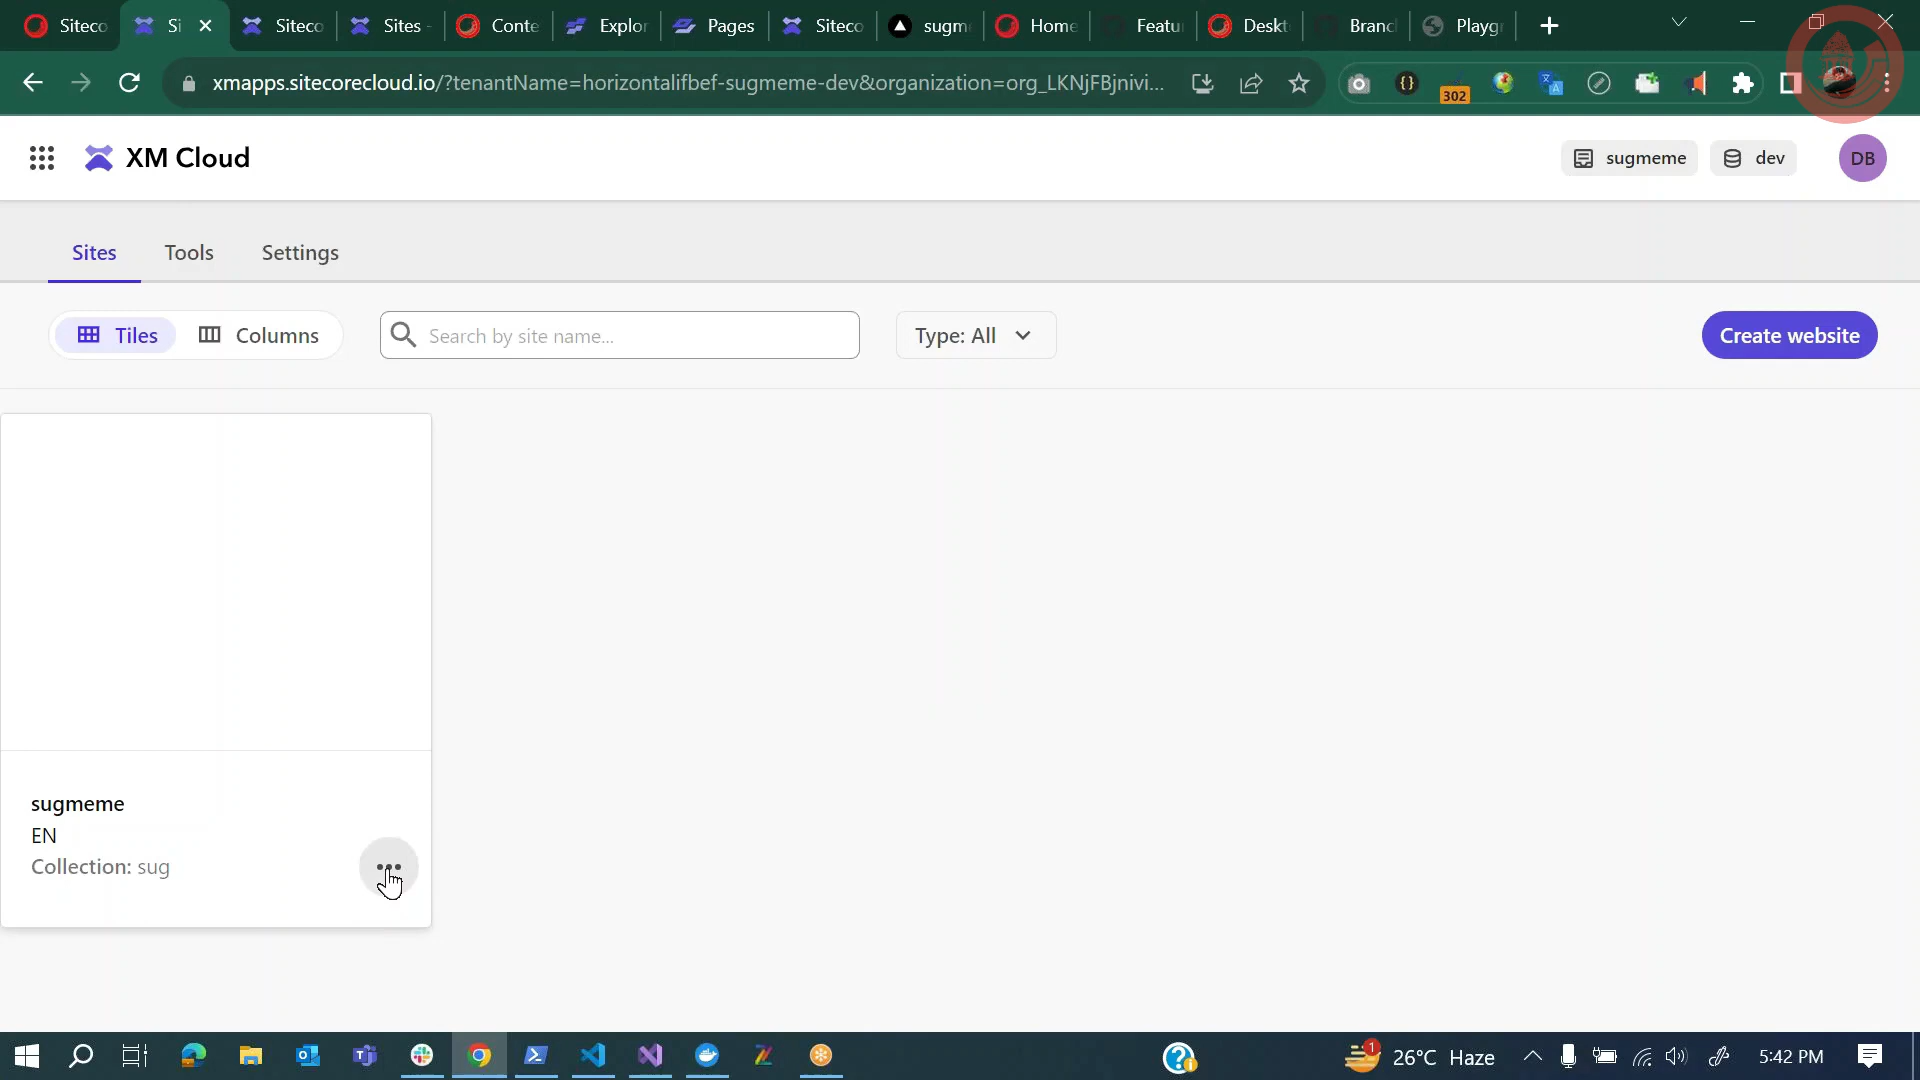 Siteco
Si
Siteco
Sites -
Conte
Explor
Pages
Siteco
sugm
Home
Featu
Deskt
Branc
Playgr
xmapps.sitecorecloud.io/?tenantName=horizontalifbef-sugmeme-dev&organization=org_LKNjFBjnivi...
302
XM Cloud
sugmeme
dev
DB
Sites
Tools
Settings
Tiles
Columns
Search by site name...
Type: All
Create website
sugmeme
EN
Collection: sug
1
26°C Haze
5:42 PM